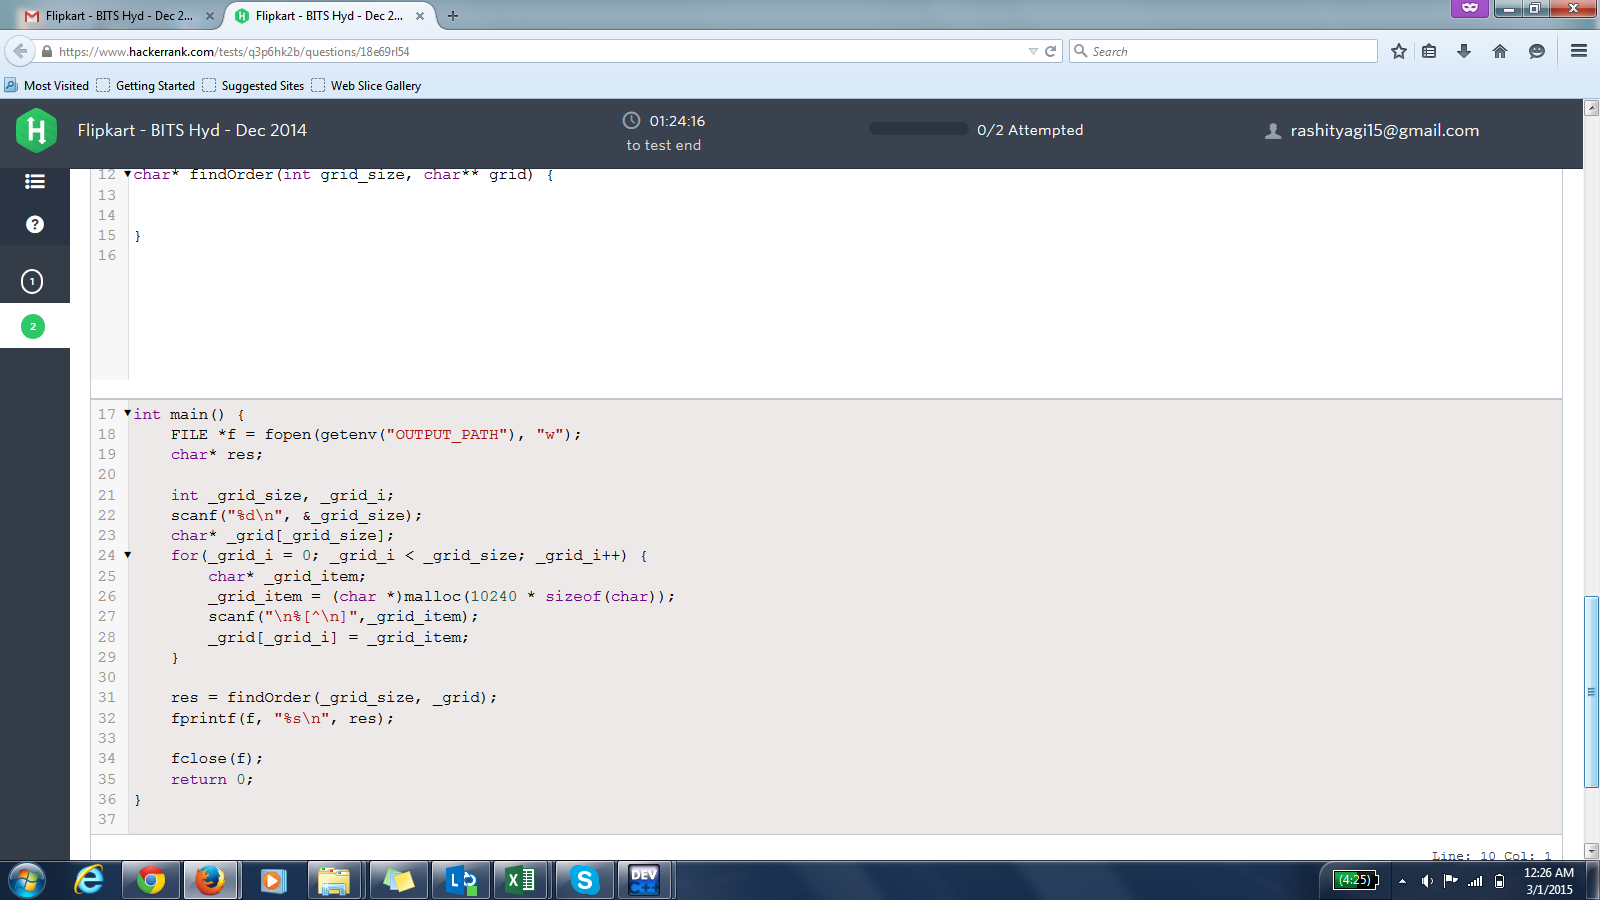 Flipkart - BITS Hyd - Dec 2...
Flipkart - BITS Hyd - Dec 2...
https://www.hackerrank.com/tests/q3p6hk2b/questions/18e69rl54
Search
Most Visited
Getting Started
Suggested Sites
Web Slice Gallery
H
Flipkart - BITS Hyd - Dec 2014
01:24:16
to test end
0/2 Attempted
rashityagi15@gmail.com
?
1
2
12 char* findOrder(int grid_size, char** grid) {
13
14
15 }
16
17 int main() {
18     FILE *f = fopen(getenv("OUTPUT_PATH"), "w");
19     char* res;
20
21     int _grid_size, _grid_i;
22     scanf("%d\n", &_grid_size);
23     char* _grid[_grid_size];
24     for(_grid_i = 0; _grid_i < _grid_size; _grid_i++) {
25         char* _grid_item;
26         _grid_item = (char *)malloc(10240 * sizeof(char));
27         scanf("\n%[^\n]",_grid_item);
28         _grid[_grid_i] = _grid_item;
29     }
30
31     res = findOrder(_grid_size, _grid);
32     fprintf(f, "%s\n", res);
33
34     fclose(f);
35     return 0;
36 }
37
Line: 10 Col: 1
DEV
C++
(4:25)
12:26 AM
3/1/2015